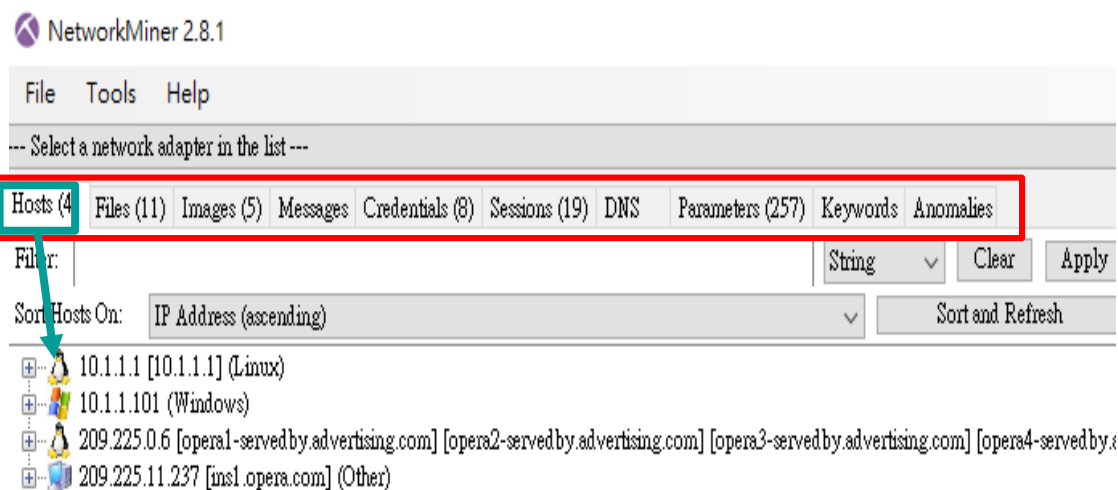 NetworkMiner 2.8.1
File Tools Help
--- Select a network adapter in the list ---
Hosts (4 Files (11) Images (5) Messages Credentials (8) Sessions (19) DNS Parameters (257) Keywords Anomalies
String Clear Apply
Sort Hosts On: IP Address (ascending) Sort and Refresh
10.1.1.1 [10.1.1.1] (Linux)
10.1.1.101 (Windows)
209.225.0.6 [opera1-servedby.advertising.com] [opera2-servedby.advertising.com] [opera3-servedby.advertising.com] [opera4-servedby.
209.225.11.237 [ins1.opera.com] (Other)